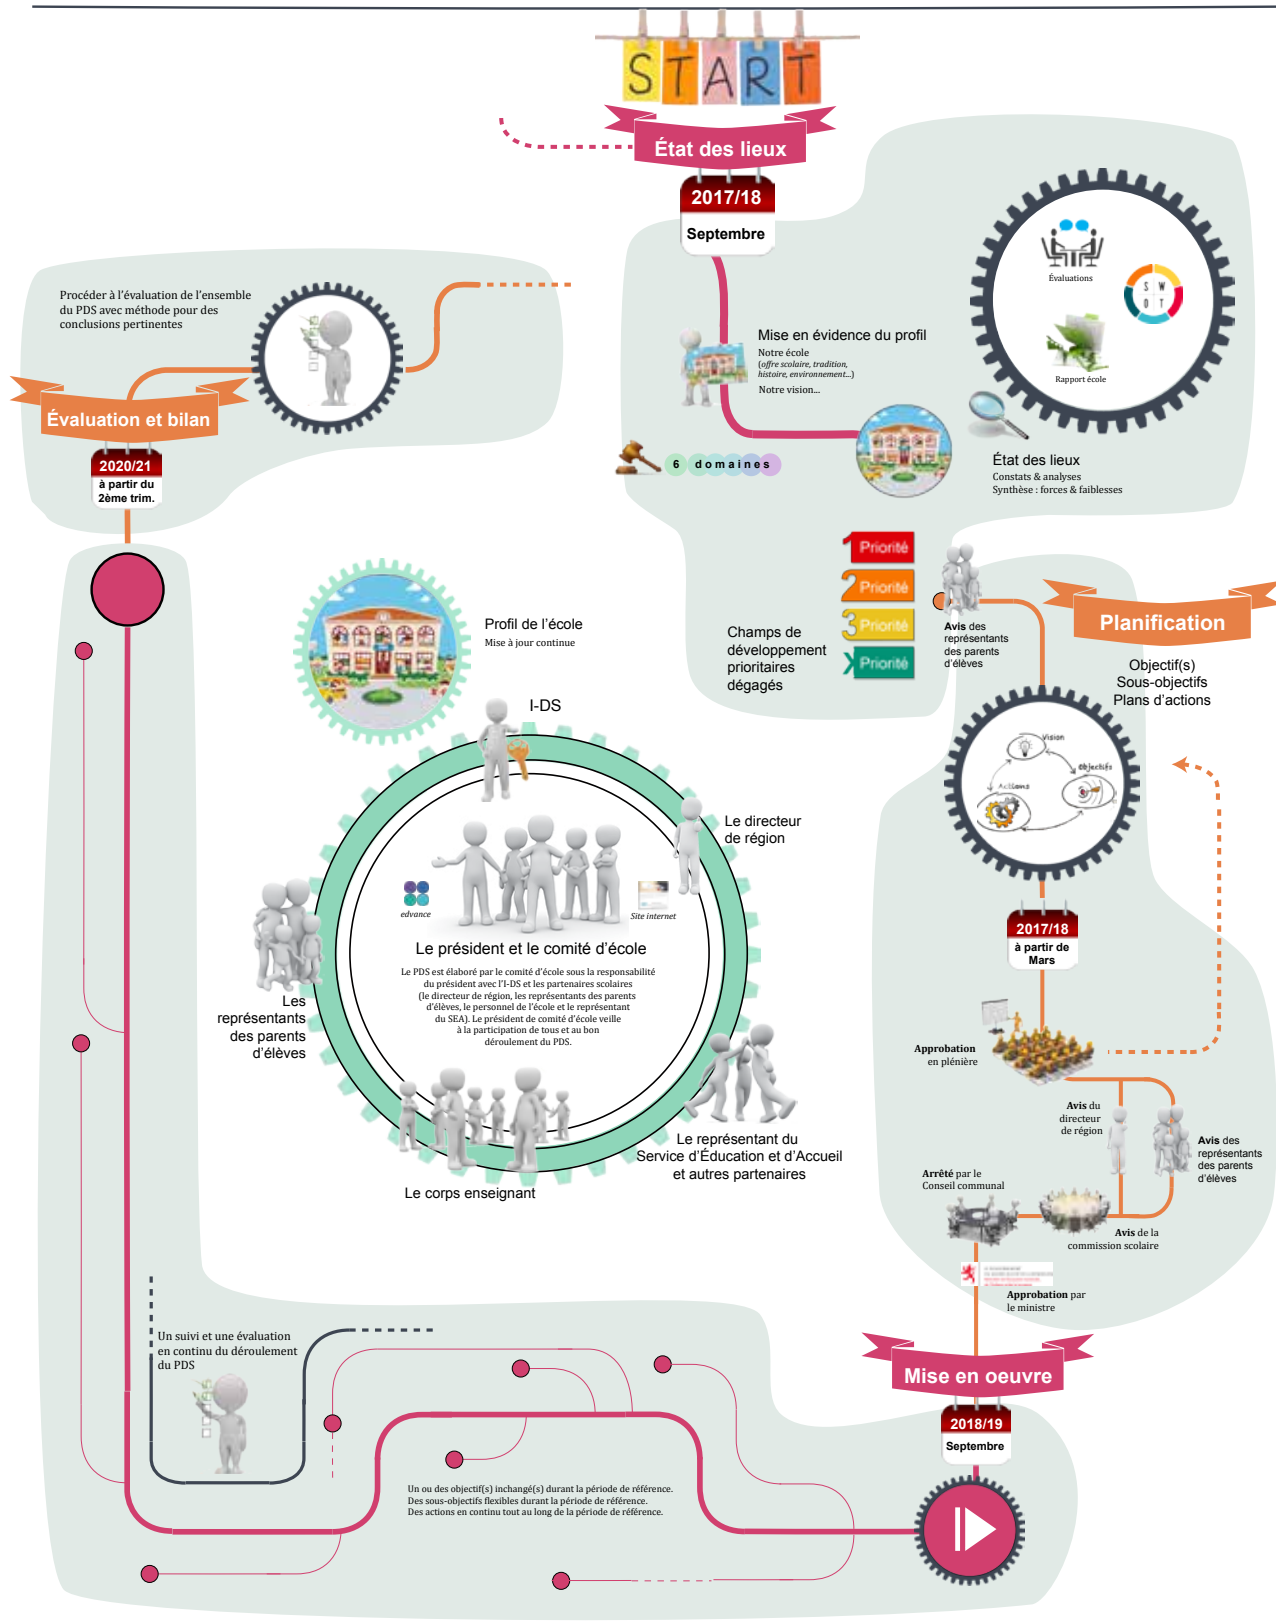 START
État des lieux
2017/18
Septembre
Évaluations
S W
O T
Rapport école
Mise en évidence du profil
Notre école
(offre scolaire, tradition,
histoire, environnement...)
Notre vision...
6 domaines
État des lieux
Constats & analyses
Synthèse : forces & faiblesses
Procéder à l'évaluation de l'ensemble
du PDS avec méthode pour des
conclusions pertinentes
Évaluation et bilan
2020/21
à partir du
2ème trim.
1 Priorité
2 Priorité
3 Priorité
X Priorité
Champs de
développement
prioritaires
dégagés
Avis des
représentants
des parents
d'élèves
Planification
Objectif(s)
Sous-objectifs
Plans d'actions
Vision
Objectifs
Actions
Profil de l'école
Mise à jour continue
I-DS
Le directeur
de région
edvance
Site internet
Le président et le comité d'école
Le PDS est élaboré par le comité d'école sous la responsabilité
du président avec l'I-DS et les partenaires scolaires
(le directeur de région, les représentants des parents
d'élèves, le personnel de l'école et le représentant
du SEA). Le président de comité d'école veille
à la participation de tous et au bon
déroulement du PDS.
Les
représentants
des parents
d'élèves
Le représentant du
Service d'Éducation et d'Accueil
et autres partenaires
Le corps enseignant
2017/18
à partir de
Mars
Approbation
en plénière
Avis du
directeur
de région
Avis des
représentants
des parents
d'élèves
Arrêté par le
Conseil communal
Avis de la
commission scolaire
Approbation par
le ministre
Mise en oeuvre
2018/19
Septembre
Un suivi et une évaluation
en continu du déroulement
du PDS
Un ou des objectif(s) inchangé(s) durant la période de référence.
Des sous-objectifs flexibles durant la période de référence.
Des actions en continu tout au long de la période de référence.